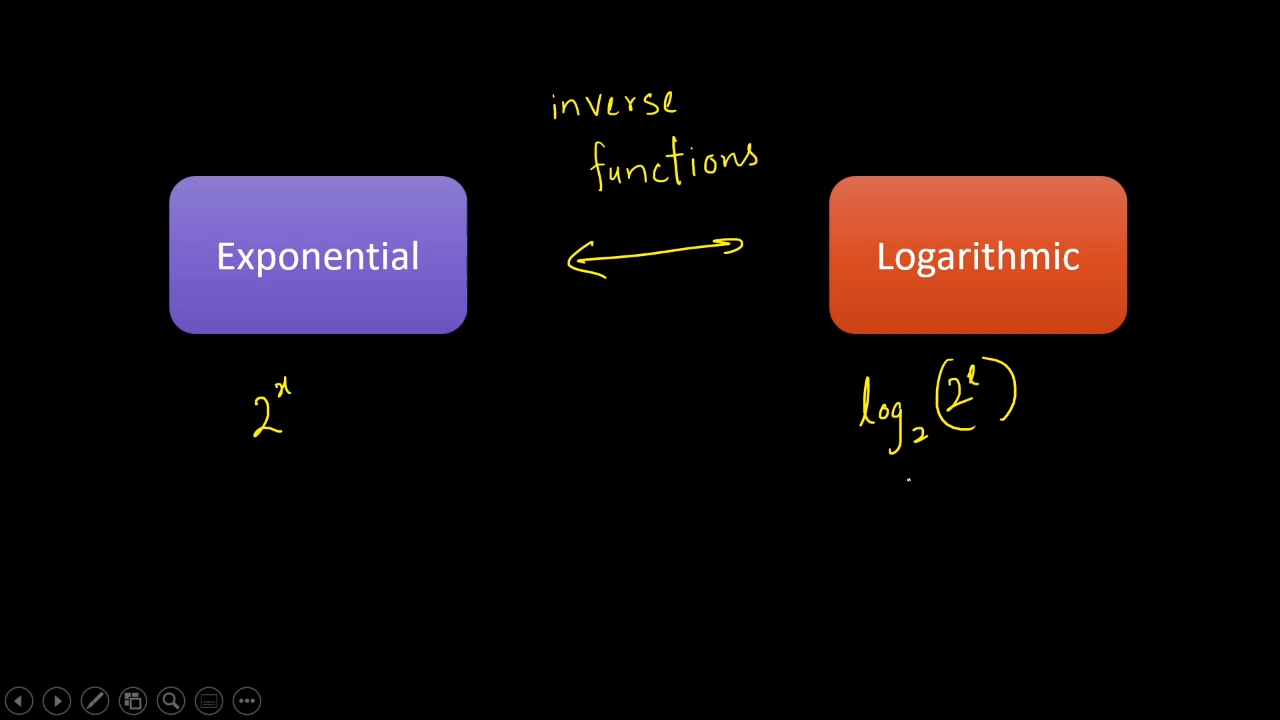 inverse
functions
Exponential
Logarithmic
2^x
log_2 (2^x)